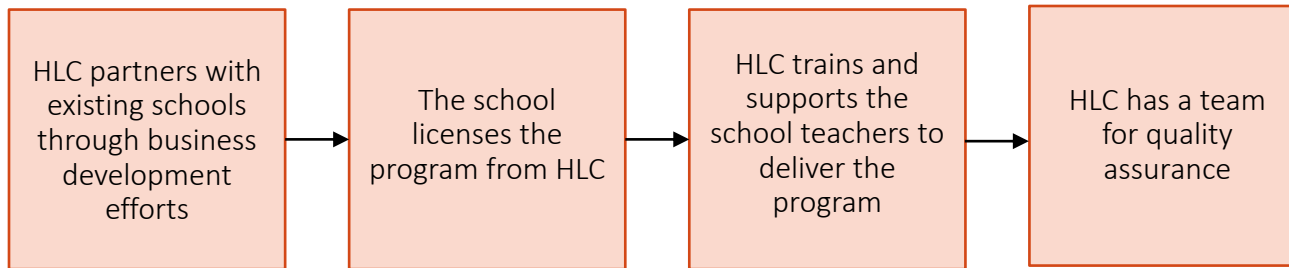 HLC partners with
existing schools
through business
development
efforts
The school
licenses the
program from HLC
HLC trains and
supports the
school teachers to
deliver the
program
HLC has a team
for quality
assurance